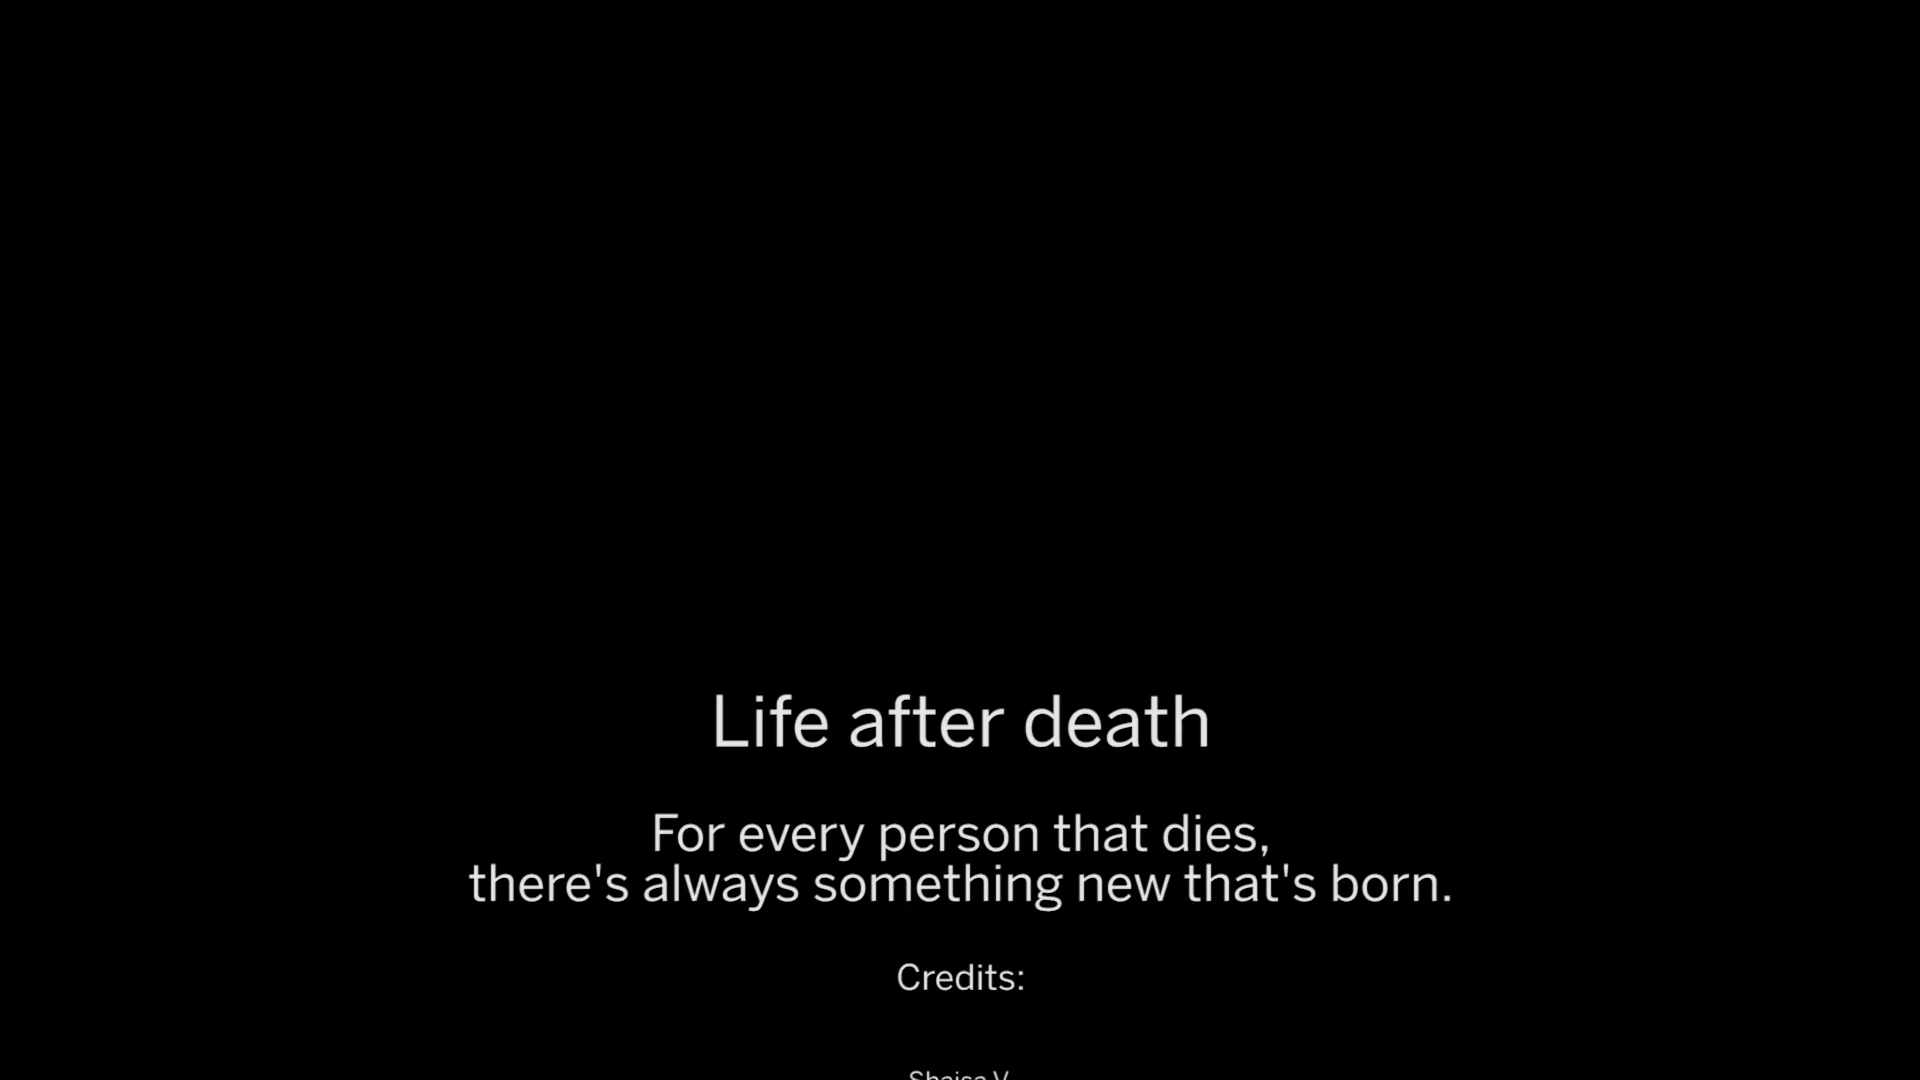 Life after death
For every person that dies,
there's always something new that's born.
Credits: